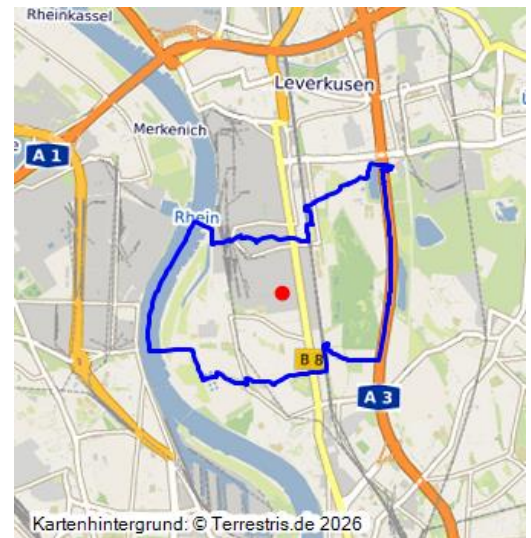 Rheinkassel
Leverkusen
Merkenich
A 1
Rhein
B 8
A 3
Kartenhintergrund: © Terrestris.de 2026